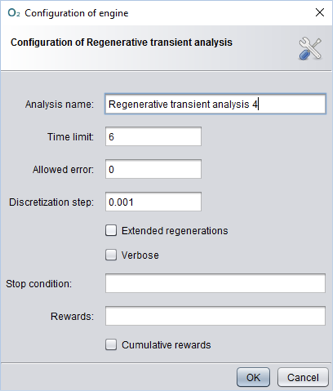 O2 Configuration of engine
Configuration of Regenerative transient analysis
Analysis name: Regenerative transient analysis 4
Time limit: 6
Allowed error: 0
Discretization step: 0.001
Extended regenerations
Verbose
Stop condition:
Rewards:
Cumulative rewards
OK Cancel